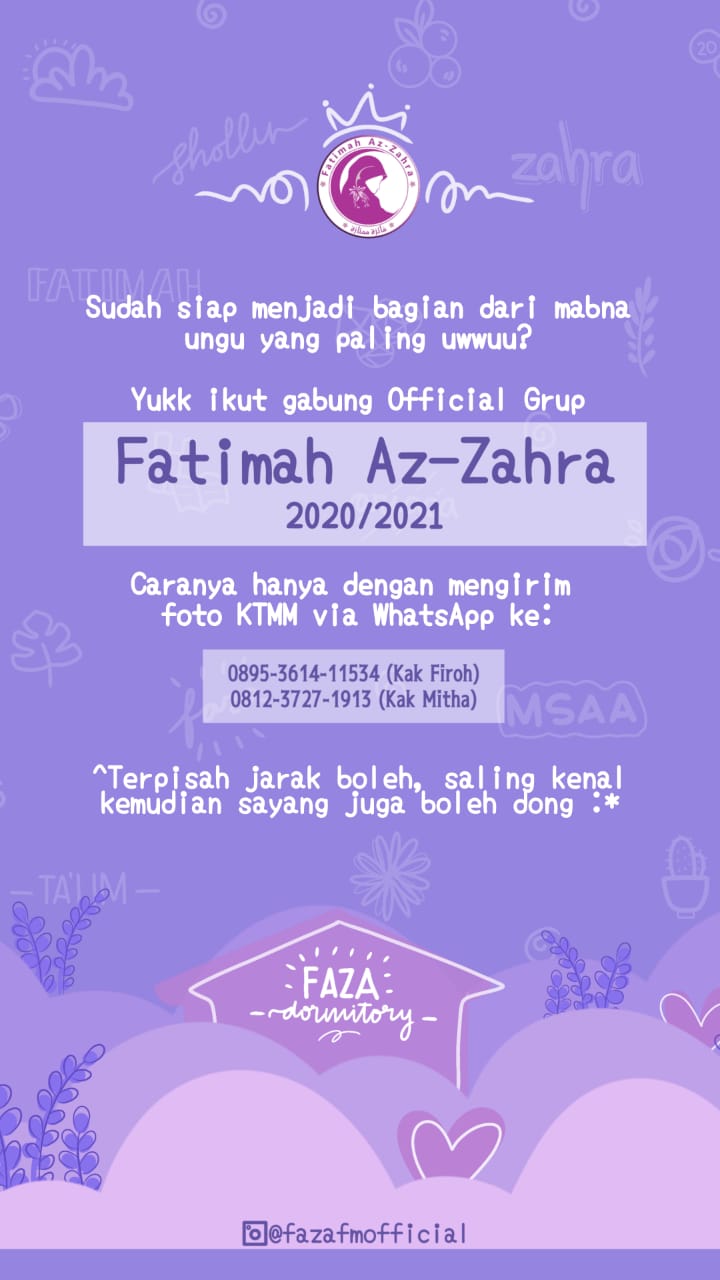 20
shollu
zahra
Fatimah Az-Zahra
FATIMAH
Sudah siap menjadi bagian dari mabna
ungu yang paling uwwuu?
Yukk ikut gabung Official Grup
Fatimah Az-Zahra
2020/2021
Caranya hanya dengan mengirim
foto KTMM via WhatsApp ke:
0895-3614-11534 (Kak Firoh)
0812-3727-1913 (Kak Mitha)
MSAA
^Terpisah jarak boleh, saling kenal
kemudian sayang juga boleh dong :*
-TA'LIM-
FAZA
-dormitory-
@fazafmofficial